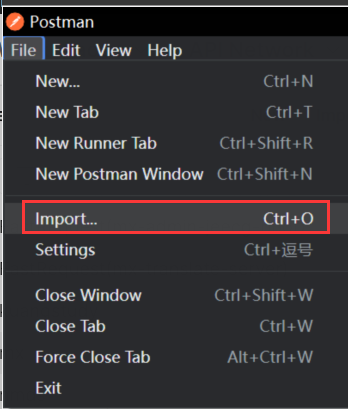 Postman
File Edit View Help
New... Ctrl+N
New Tab Ctrl+T
New Runner Tab Ctrl+Shift+R
New Postman Window Ctrl+Shift+N
Import... Ctrl+O
Settings Ctrl+逗号
Close Window Ctrl+Shift+W
Close Tab Ctrl+W
Force Close Tab Alt+Ctrl+W
Exit